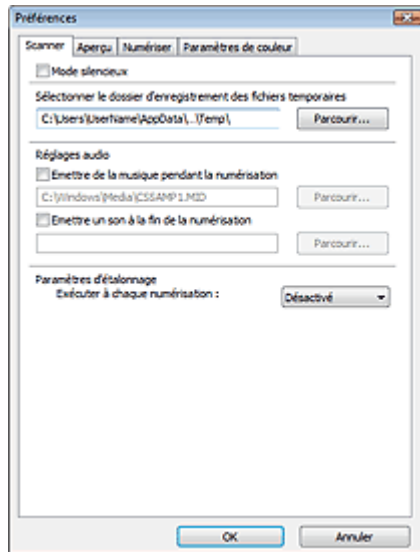 Préférences
Scanner Aperçu Numériser Paramètres de couleur
Mode silencieux
Sélectionner le dossier d'enregistrement des fichiers temporaires
C:\Users\UserName\AppData\...\Temp\
Parcourir...
Réglages audio
Emettre de la musique pendant la numérisation
C:\Windows\Media\CSSAMP1.MID
Parcourir...
Emettre un son à la fin de la numérisation
Parcourir...
Paramètres d'étalonnage
Exécuter à chaque numérisation : Désactivé
OK Annuler